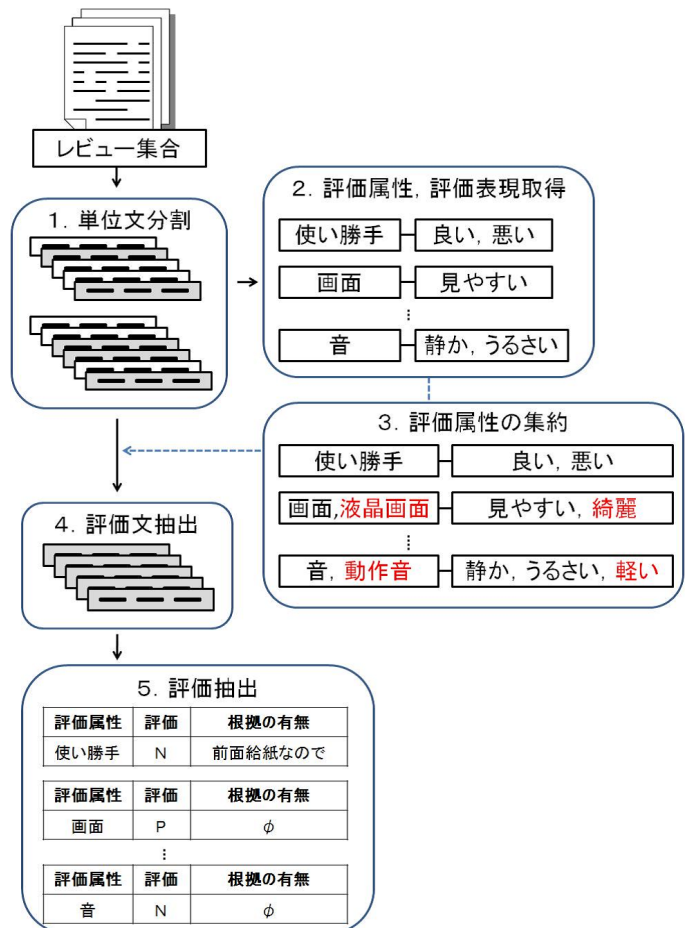 レビュー集合
1. 単位文分割
2. 評価属性, 評価表現取得
使い勝手 良い, 悪い
画面 見やすい
⋮
音 静か, うるさい
3. 評価属性の集約
使い勝手 良い, 悪い
画面,液晶画面 見やすい, 綺麗
⋮
音, 動作音 静か, うるさい, 軽い
4. 評価文抽出
5. 評価抽出
評価属性 評価 根拠の有無
使い勝手 N 前面給紙なので
評価属性 評価 根拠の有無
画面 P φ
⋮
評価属性 評価 根拠の有無
音 N φ